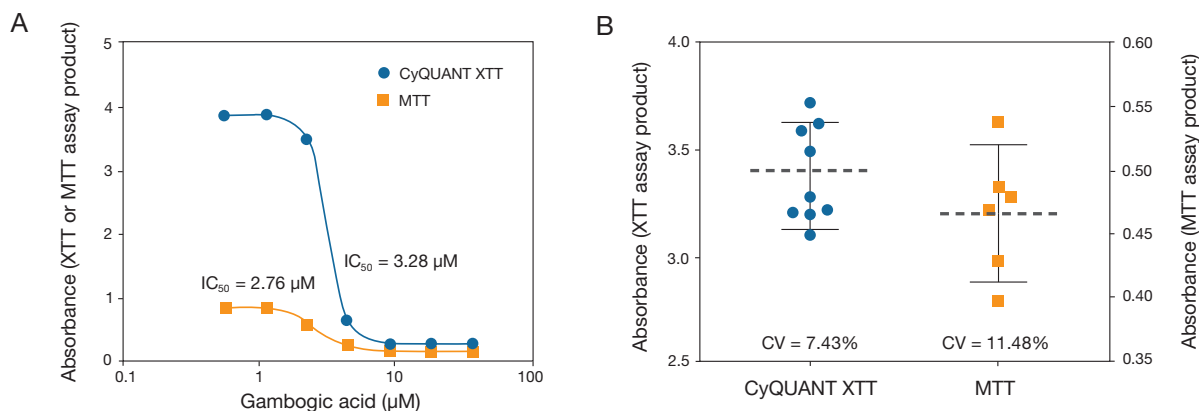 A
Absorbance (XTT or MTT assay product)
5
4
3
2
1
0
0.1
1
10
100
Gambogic acid (µM)
CyQUANT XTT
MTT
IC50 = 2.76 µM
IC50 = 3.28 µM
B
Absorbance (XTT assay product)
4.0
3.5
3.0
2.5
CV = 7.43%
CV = 11.48%
CyQUANT XTT
MTT
0.60
0.55
0.50
0.45
0.40
0.35
Absorbance (MTT assay product)